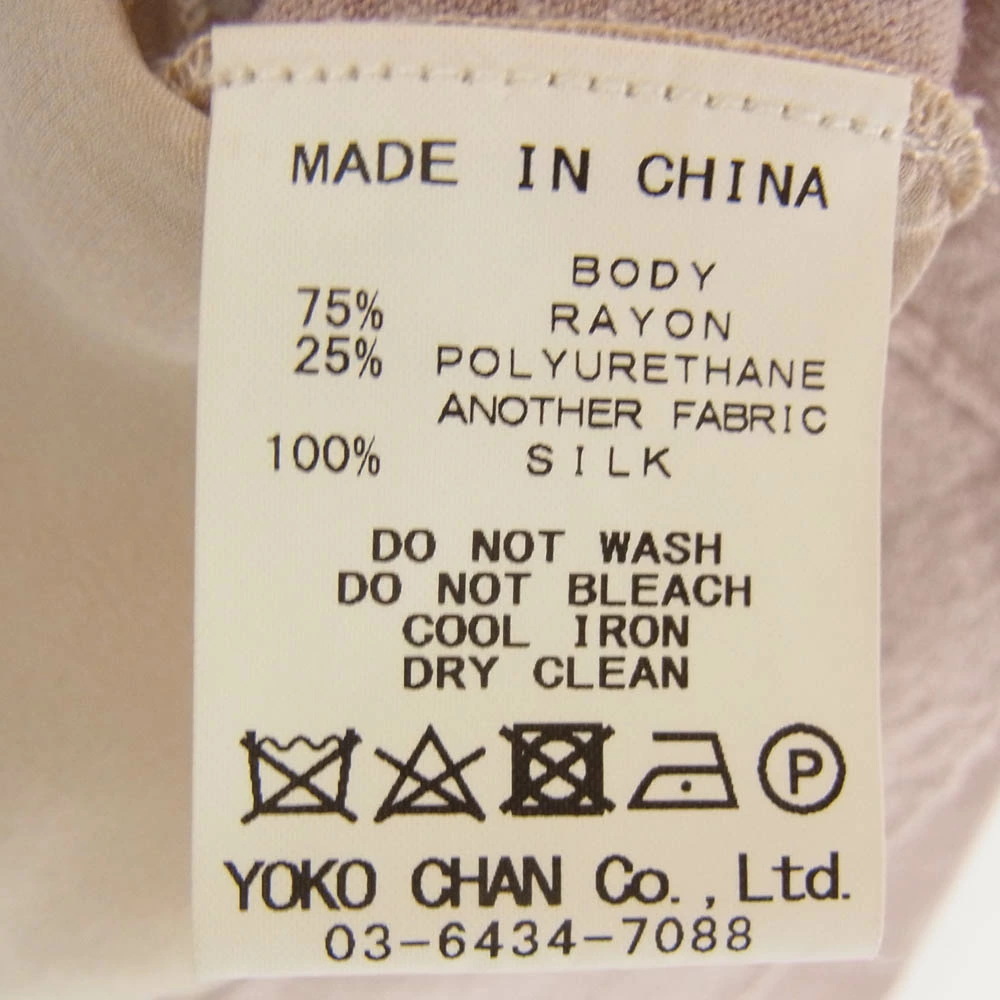 MADE IN CHINA
BODY
75% RAYON
25% POLYURETHANE
ANOTHER FABRIC
100% SILK
DO NOT WASH
DO NOT BLEACH
COOL IRON
DRY CLEAN
P
YOKO CHAN Co., Ltd.
03-6434-7088